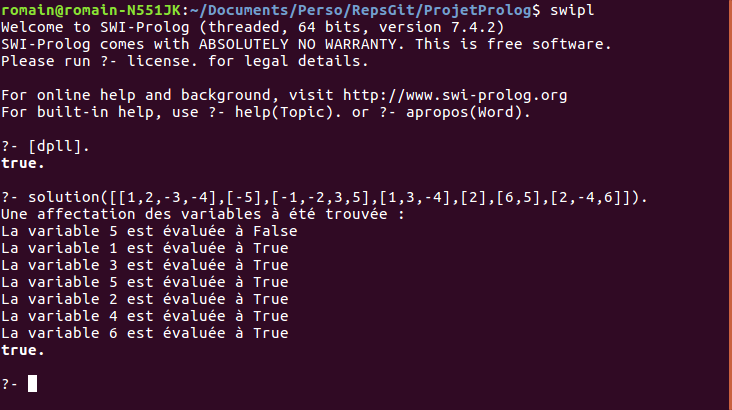 romain@romain-N551JK:~/Documents/Perso/RepsGit/ProjetProlog$ swipl
Welcome to SWI-Prolog (threaded, 64 bits, version 7.4.2)
SWI-Prolog comes with ABSOLUTELY NO WARRANTY. This is free software.
Please run ?- license. for legal details.
For online help and background, visit http://www.swi-prolog.org
For built-in help, use ?- help(Topic). or ?- apropos(Word).
?- [dpll].
true.
?- solution([[1,2,-3,-4],[-5],[-1,-2,3,5],[1,3,-4],[2],[6,5],[2,-4,6]]).
Une affectation des variables à été trouvée :
La variable 5 est évaluée à False
La variable 1 est évaluée à True
La variable 3 est évaluée à True
La variable 5 est évaluée à True
La variable 2 est évaluée à True
La variable 4 est évaluée à True
La variable 6 est évaluée à True
true.
?-